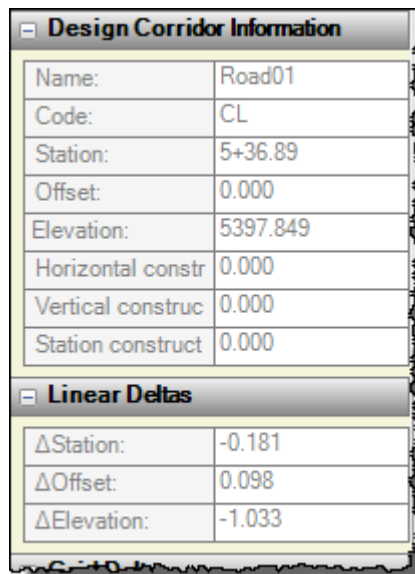 Design Corridor Information
Name: Road01
Code: CL
Station: 5+36.89
Offset: 0.000
Elevation: 5397.849
Horizontal constr 0.000
Vertical construc 0.000
Station construct 0.000
Linear Deltas
ΔStation: -0.181
ΔOffset: 0.098
ΔElevation: -1.033